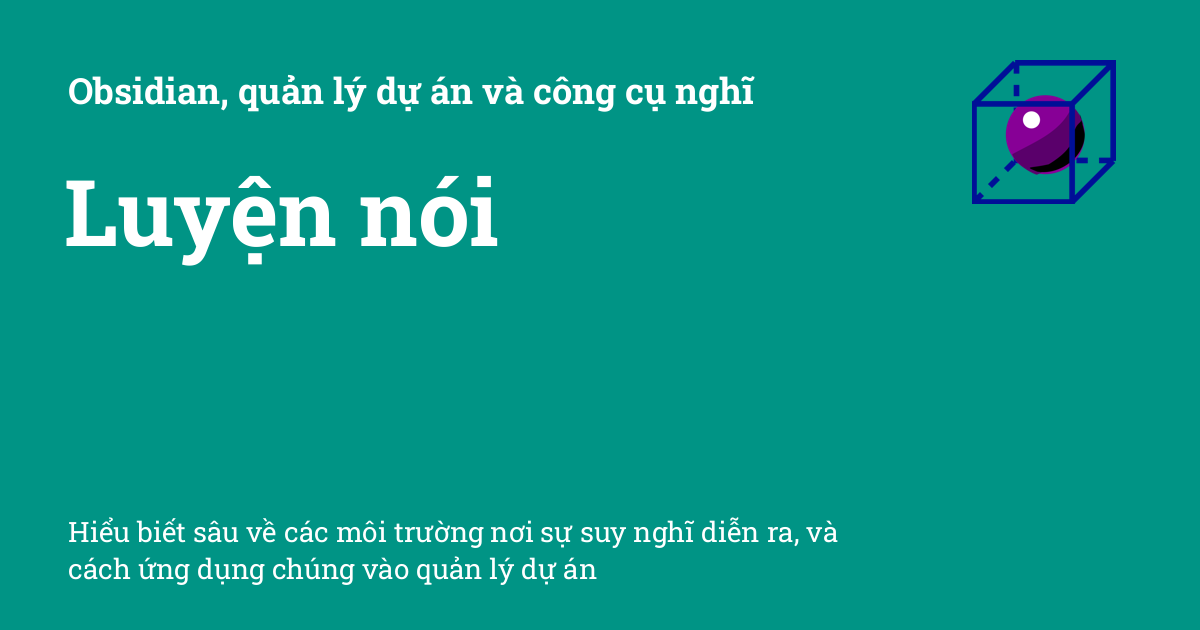 Obsidian, quản lý dự án và công cụ nghĩ
Luyện nói
Hiểu biết sâu về các môi trường nơi sự suy nghĩ diễn ra, và
cách ứng dụng chúng vào quản lý dự án